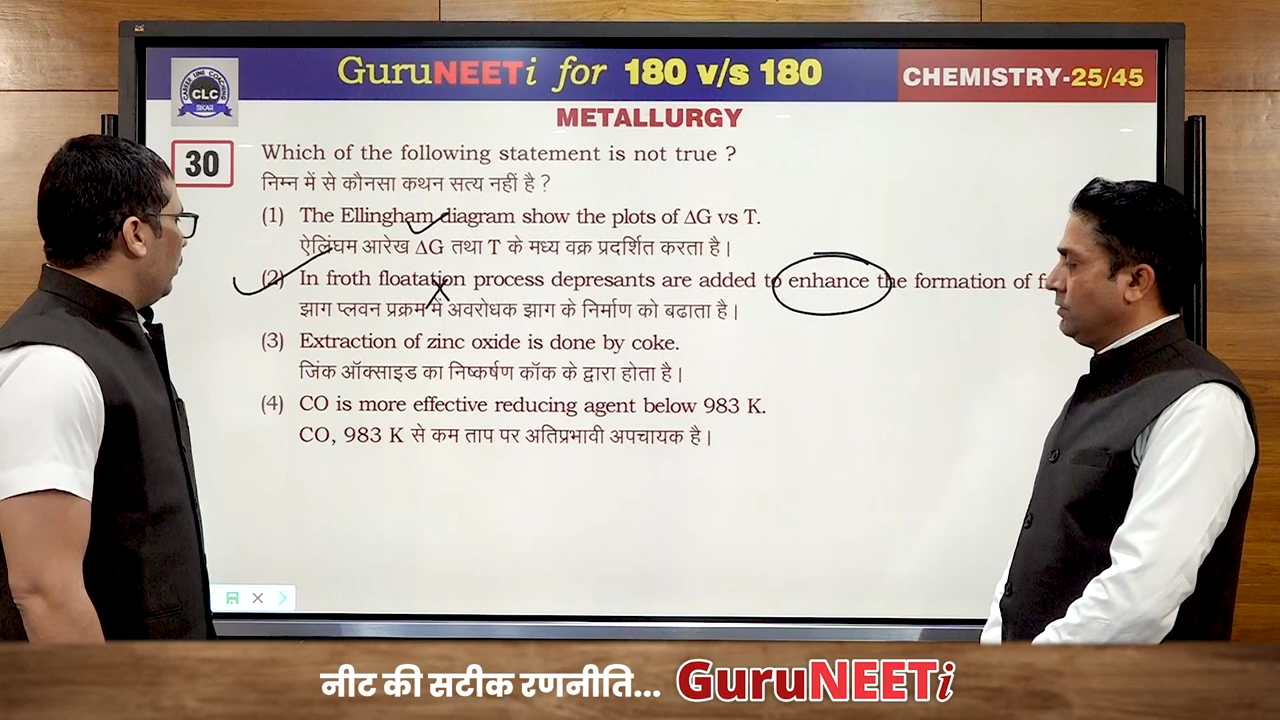 GuruNEETi for 180 v/s 180
CHEMISTRY-25/45
CLC
SIKAR
METALLURGY
30
Which of the following statement is not true ?
निम्न में से कौनसा कथन सत्य नहीं है ?
(1) The Ellingham diagram show the plots of ΔG vs T.
ऐलिंघम आरेख ΔG तथा T के मध्य वक्र प्रदर्शित करता है।
(2) In froth floatation process depresants are added to enhance the formation of
झाग प्लवन प्रक्रम में अवरोधक झाग के निर्माण को बढाता है।
(3) Extraction of zinc oxide is done by coke.
जिंक ऑक्साइड का निष्कर्षण कॉक के द्वारा होता है।
(4) CO is more effective reducing agent below 983 K.
CO, 983 K से कम ताप पर अतिप्रभावी अपचायक है।
नीट की सटीक रणनीति... GuruNEETi